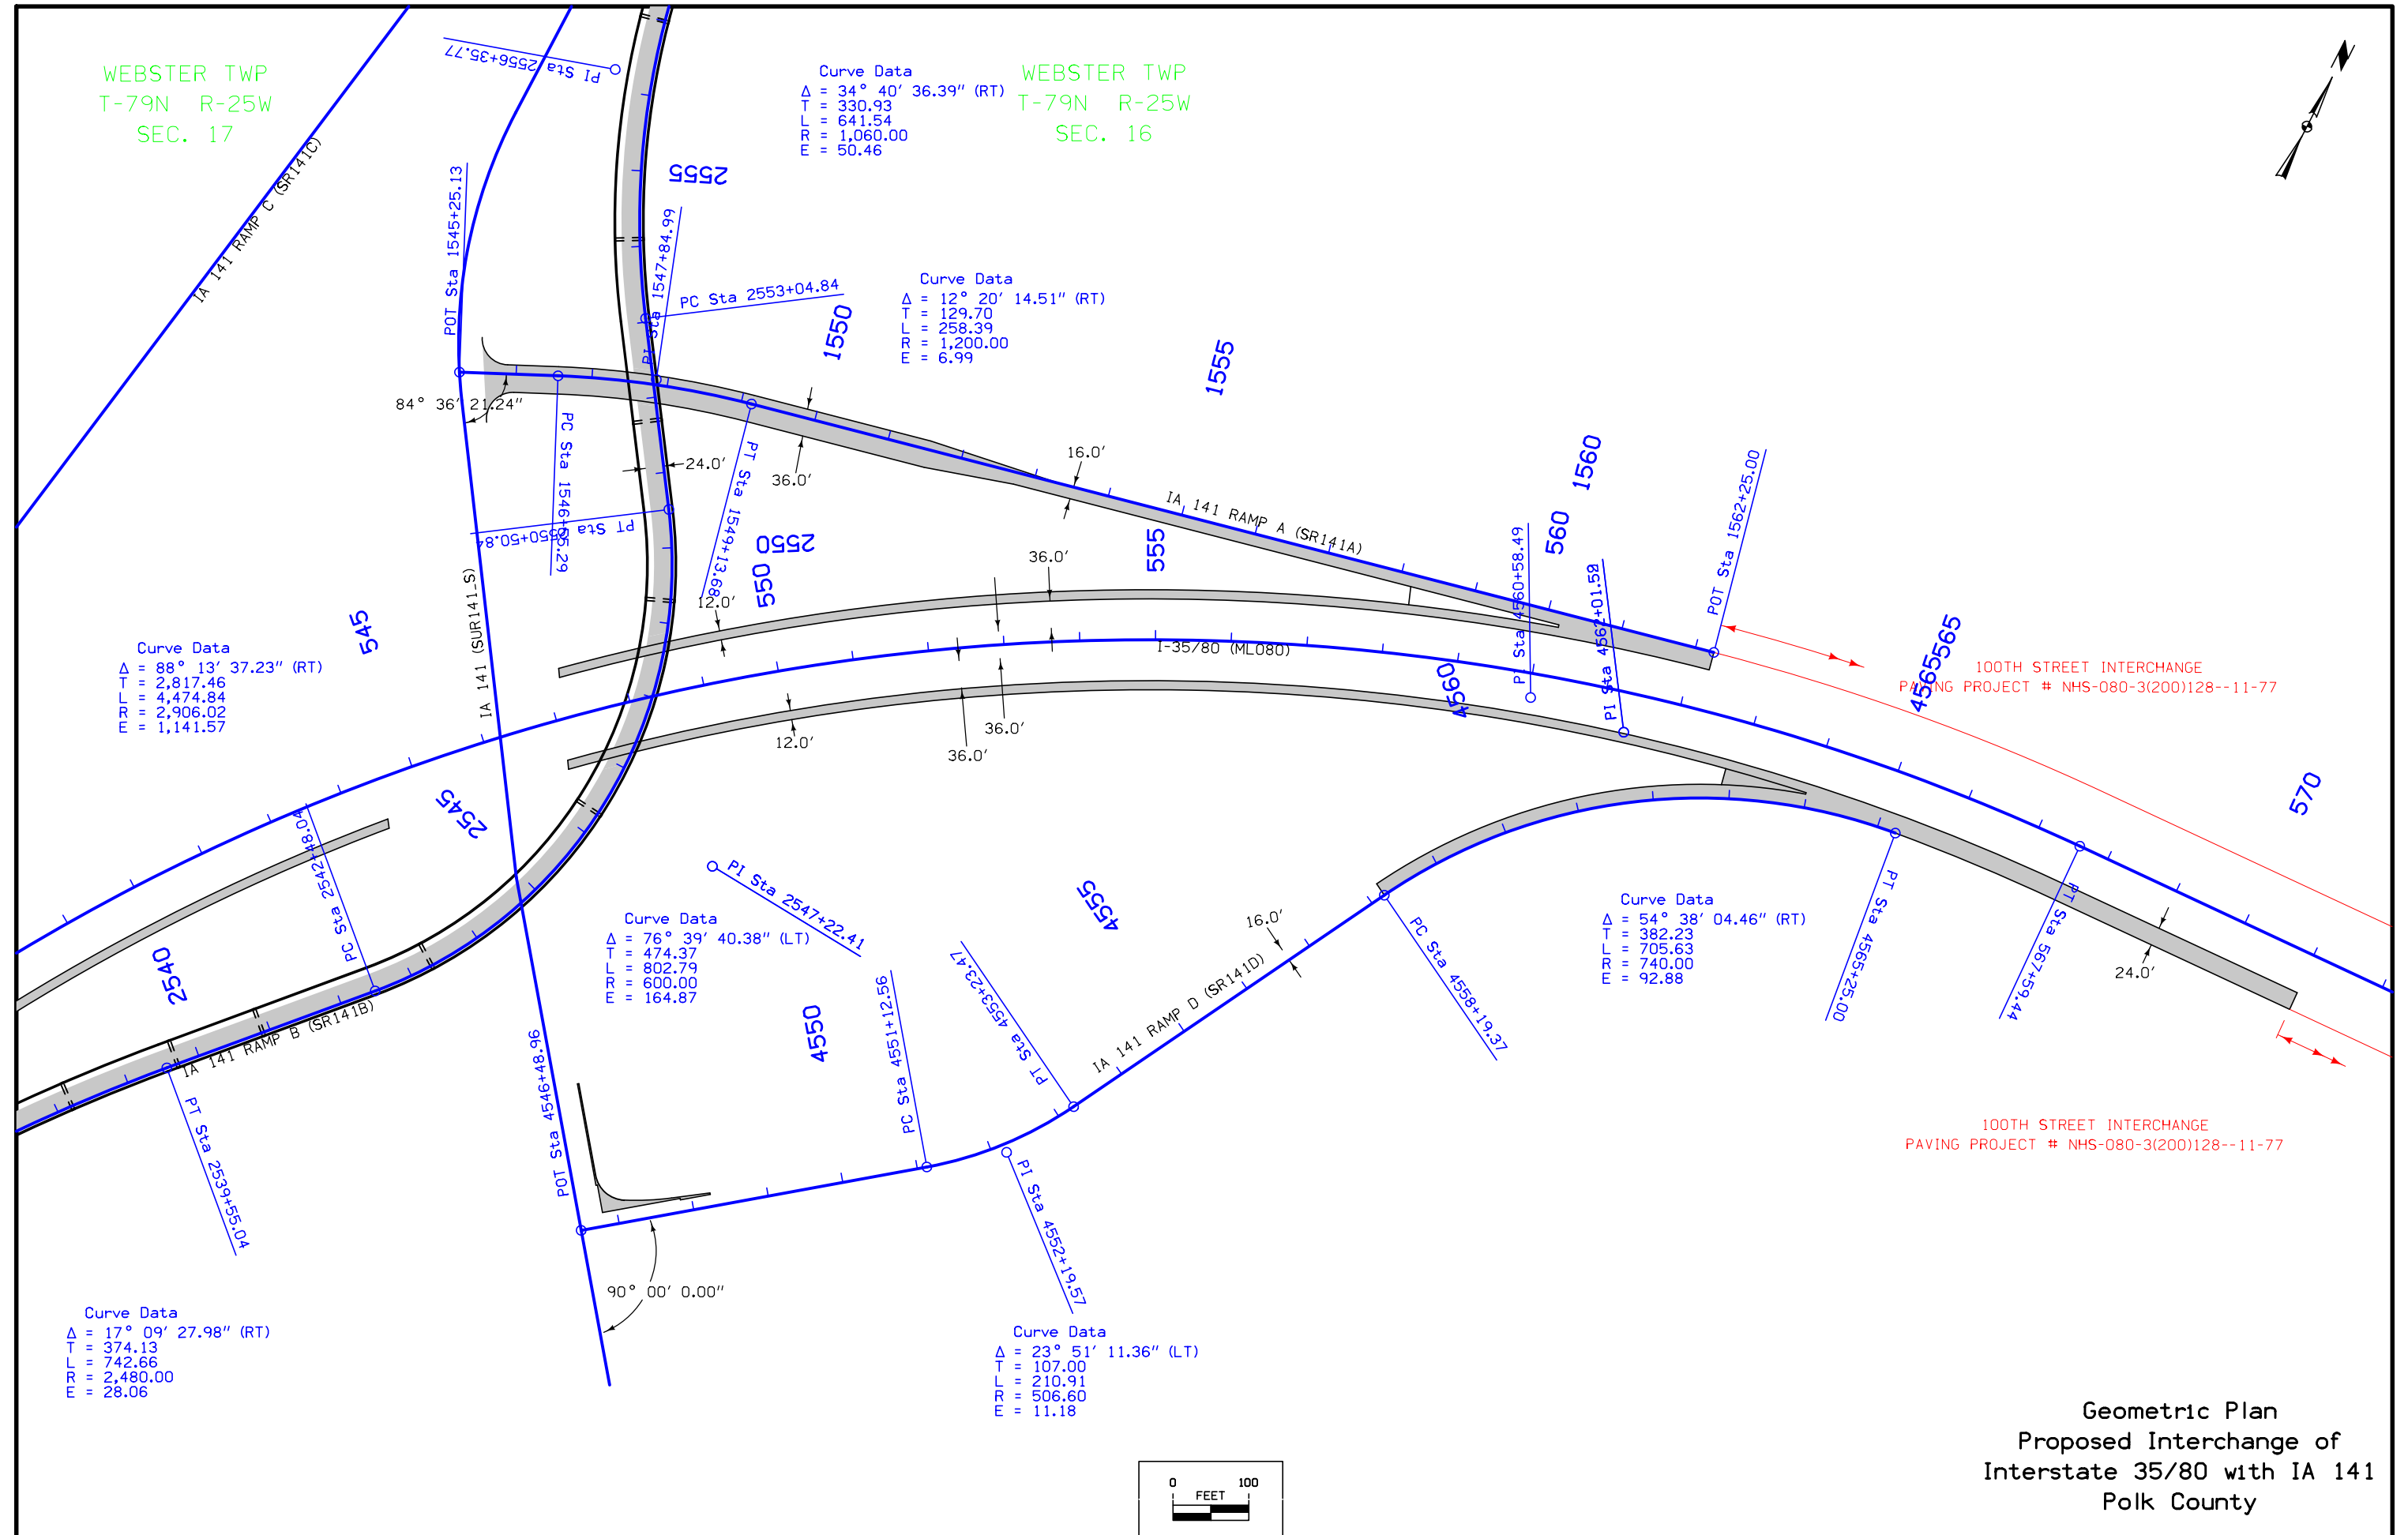 WEBSTER TWP
T-79N R-25W
SEC. 17
PI Sta 2556+35.77
Curve Data
Δ = 34° 40′ 36.39″ (RT)
T = 330.93
L = 641.54
R = 1,060.00
E = 50.46
WEBSTER TWP
T-79N R-25W
SEC. 16
IA 141 RAMP C (SR141C)
POT Sta 1545+25.13
2555
PI Sta 1547+84.99
PC Sta 2553+04.84
1550
Curve Data
Δ = 12° 20′ 14.51″ (RT)
T = 129.70
L = 258.39
R = 1,200.00
E = 6.99
1555
84° 36′ 21.24″
PC Sta 1546+55.29
24.0′
PT Sta 1549+13.68
36.0′
16.0′
IA 141 RAMP A (SR141A)
1560
560
POT Sta 1562+25.00
PT Sta 2550+50.84
2550
550
555
36.0′
12.0′
PI Sta 4560+58.49
PI Sta 4562+01.59
545
IA 141 (SUR141_S)
I-35/80 (ML080)
4560
4565
565
100TH STREET INTERCHANGE
PAVING PROJECT # NHS-080-3(200)128--11-77
Curve Data
Δ = 88° 13′ 37.23″ (RT)
T = 2,817.46
L = 4,474.84
R = 2,906.02
E = 1,141.57
12.0′
36.0′
36.0′
570
2545
PC Sta 2542+48.04
2540
PI Sta 2547+22.41
Curve Data
Δ = 76° 39′ 40.38″ (LT)
T = 474.37
L = 802.79
R = 600.00
E = 164.87
4555
16.0′
PC Sta 4558+19.37
Curve Data
Δ = 54° 38′ 04.46″ (RT)
T = 382.23
L = 705.63
R = 740.00
E = 92.88
PT Sta 4565+25.00
PT Sta 567+59.44
24.0′
IA 141 RAMP B (SR141B)
PT Sta 2539+55.04
POT Sta 4546+48.96
4550
PC Sta 4551+12.56
PT Sta 4553+23.47
IA 141 RAMP D (SR141D)
PI Sta 4552+19.57
100TH STREET INTERCHANGE
PAVING PROJECT # NHS-080-3(200)128--11-77
90° 00′ 0.00″
Curve Data
Δ = 17° 09′ 27.98″ (RT)
T = 374.13
L = 742.66
R = 2,480.00
E = 28.06
Curve Data
Δ = 23° 51′ 11.36″ (LT)
T = 107.00
L = 210.91
R = 506.60
E = 11.18
0 100
FEET
Geometric Plan
Proposed Interchange of
Interstate 35/80 with IA 141
Polk County